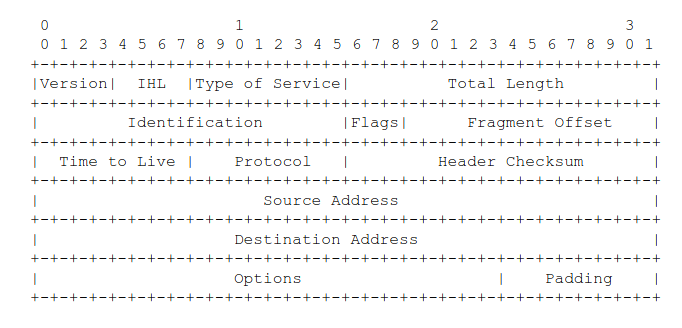 0                   1                   2                   3
 0 1 2 3 4 5 6 7 8 9 0 1 2 3 4 5 6 7 8 9 0 1 2 3 4 5 6 7 8 9 0 1
+-+-+-+-+-+-+-+-+-+-+-+-+-+-+-+-+-+-+-+-+-+-+-+-+-+-+-+-+-+-+-+-+
|Version|  IHL  |Type of Service|          Total Length         |
+-+-+-+-+-+-+-+-+-+-+-+-+-+-+-+-+-+-+-+-+-+-+-+-+-+-+-+-+-+-+-+-+
|         Identification        |Flags|      Fragment Offset    |
+-+-+-+-+-+-+-+-+-+-+-+-+-+-+-+-+-+-+-+-+-+-+-+-+-+-+-+-+-+-+-+-+
|  Time to Live |    Protocol   |         Header Checksum       |
+-+-+-+-+-+-+-+-+-+-+-+-+-+-+-+-+-+-+-+-+-+-+-+-+-+-+-+-+-+-+-+-+
|                       Source Address                          |
+-+-+-+-+-+-+-+-+-+-+-+-+-+-+-+-+-+-+-+-+-+-+-+-+-+-+-+-+-+-+-+-+
|                    Destination Address                        |
+-+-+-+-+-+-+-+-+-+-+-+-+-+-+-+-+-+-+-+-+-+-+-+-+-+-+-+-+-+-+-+-+
|                    Options                    |    Padding    |
+-+-+-+-+-+-+-+-+-+-+-+-+-+-+-+-+-+-+-+-+-+-+-+-+-+-+-+-+-+-+-+-+